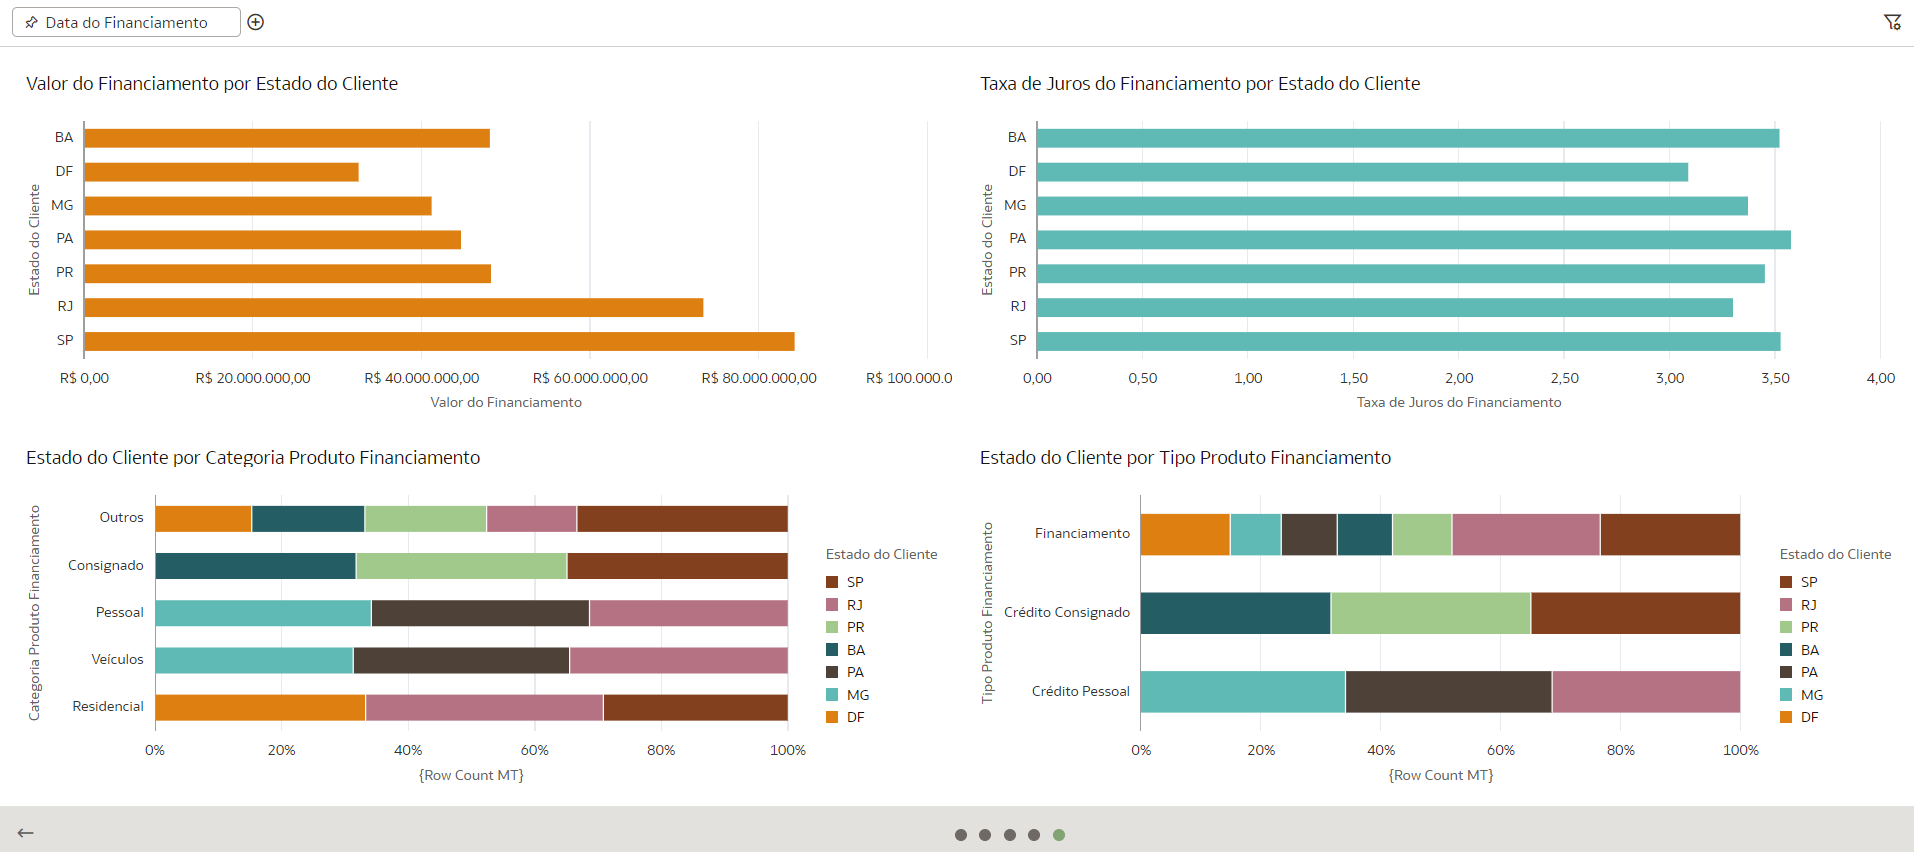 Data do Financiamento
Valor do Financiamento por Estado do Cliente
Estado do Cliente
BA
DF
MG
PA
PR
RJ
SP
R$ 0,00 R$ 20.000.000,00 R$ 40.000.000,00 R$ 60.000.000,00 R$ 80.000.000,00 R$ 100.000.0
Valor do Financiamento
Taxa de Juros do Financiamento por Estado do Cliente
Estado do Cliente
BA
DF
MG
PA
PR
RJ
SP
0,00 0,50 1,00 1,50 2,00 2,50 3,00 3,50 4,00
Taxa de Juros do Financiamento
Estado do Cliente por Categoria Produto Financiamento
Categoria Produto Financiamento
Outros
Consignado
Pessoal
Veículos
Residencial
0% 20% 40% 60% 80% 100%
{Row Count MT}
Estado do Cliente
SP
RJ
PR
BA
PA
MG
DF
Estado do Cliente por Tipo Produto Financiamento
Tipo Produto Financiamento
Financiamento
Crédito Consignado
Crédito Pessoal
0% 20% 40% 60% 80% 100%
{Row Count MT}
Estado do Cliente
SP
RJ
PR
BA
PA
MG
DF